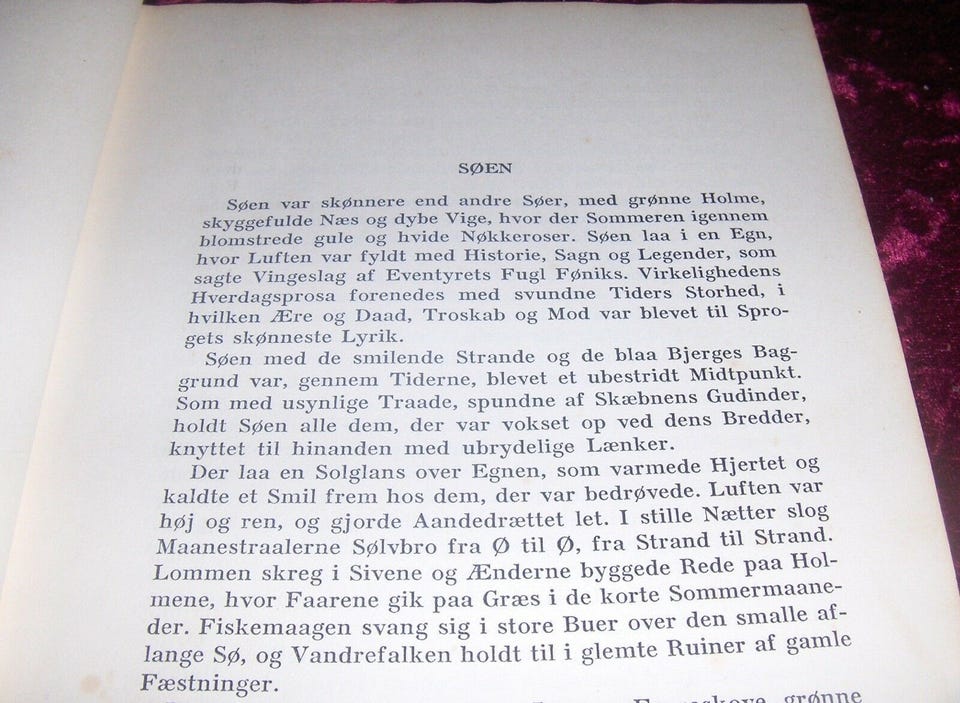 SØEN
Søen var skønnere end andre Søer, med grønne Holme,
skyggefulde Næs og dybe Vige, hvor der Sommeren igennem
blomstrede gule og hvide Nøkkeroser. Søen laa i en Egn,
hvor Luften var fyldt med Historie, Sagn og Legender, som
sagte Vingeslag af Eventyrets Fugl Føniks. Virkelighedens
Hverdagsprosa forenedes med svundne Tiders Storhed, i
hvilken Ære og Daad, Troskab og Mod var blevet til Spro-
gets skønneste Lyrik.
Søen med de smilende Strande og de blaa Bjerges Bag-
grund var, gennem Tiderne, blevet et ubestridt Midtpunkt.
Som med usynlige Traade, spundne af Skæbnens Gudinder,
holdt Søen alle dem, der var vokset op ved dens Bredder,
knyttet til hinanden med ubrydelige Lænker.
Der laa en Solglans over Egnen, som varmede Hjertet og
kaldte et Smil frem hos dem, der var bedrøvede. Luften var
høj og ren, og gjorde Aandedrættet let. I stille Nætter slog
Maanestraalerne Sølvbro fra Ø til Ø, fra Strand til Strand.
Lommen skreg i Sivene og Ænderne byggede Rede paa Hol-
mene, hvor Faarene gik paa Græs i de korte Sommermaane-
der. Fiskemaagen svang sig i store Buer over den smalle af-
lange Sø, og Vandrefalken holdt til i glemte Ruiner af gamle
Fæstninger.
grønne